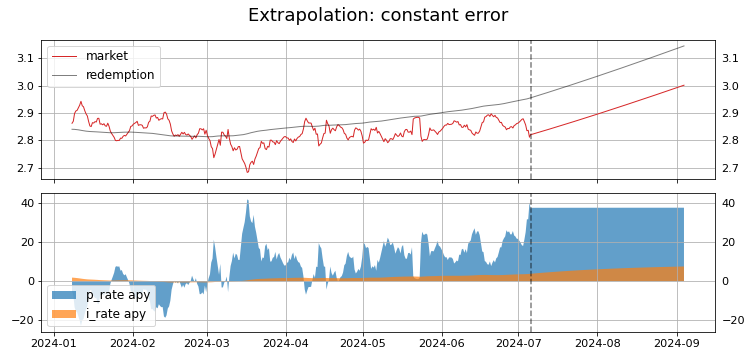 Extrapolation: constant error
market
redemption
3.1 3.1
3.0 3.0
2.9 2.9
2.8 2.8
2.7 2.7
40 40
20 20
0 0
−20 −20
p_rate apy
i_rate apy
2024-01 2024-02 2024-03 2024-04 2024-05 2024-06 2024-07 2024-08 2024-09